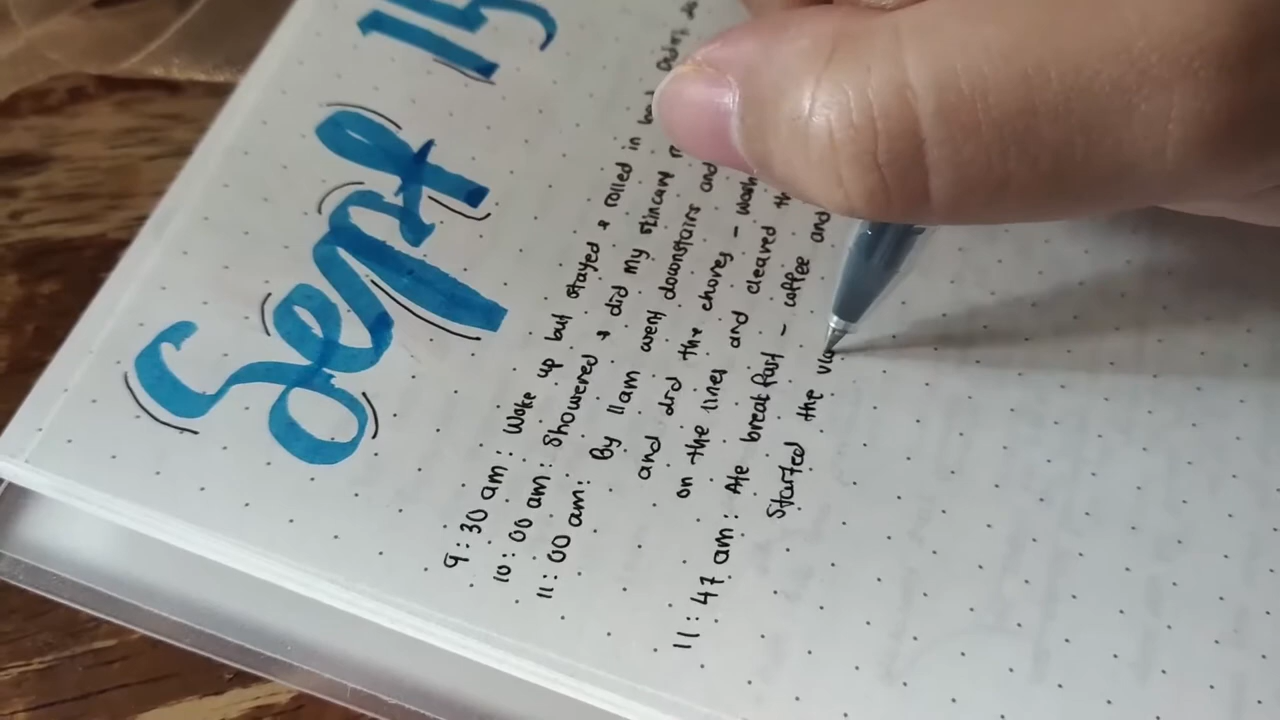 Sept 15
9:30 am: Woke up but stayed & rolled in bed
10:00 am: Showered & did my skincare
11:00 am: By 11am went downstairs and
and did the chores - wash
on the lines and cleared
11:47 am: Ate breakfast - coffee and
Started the